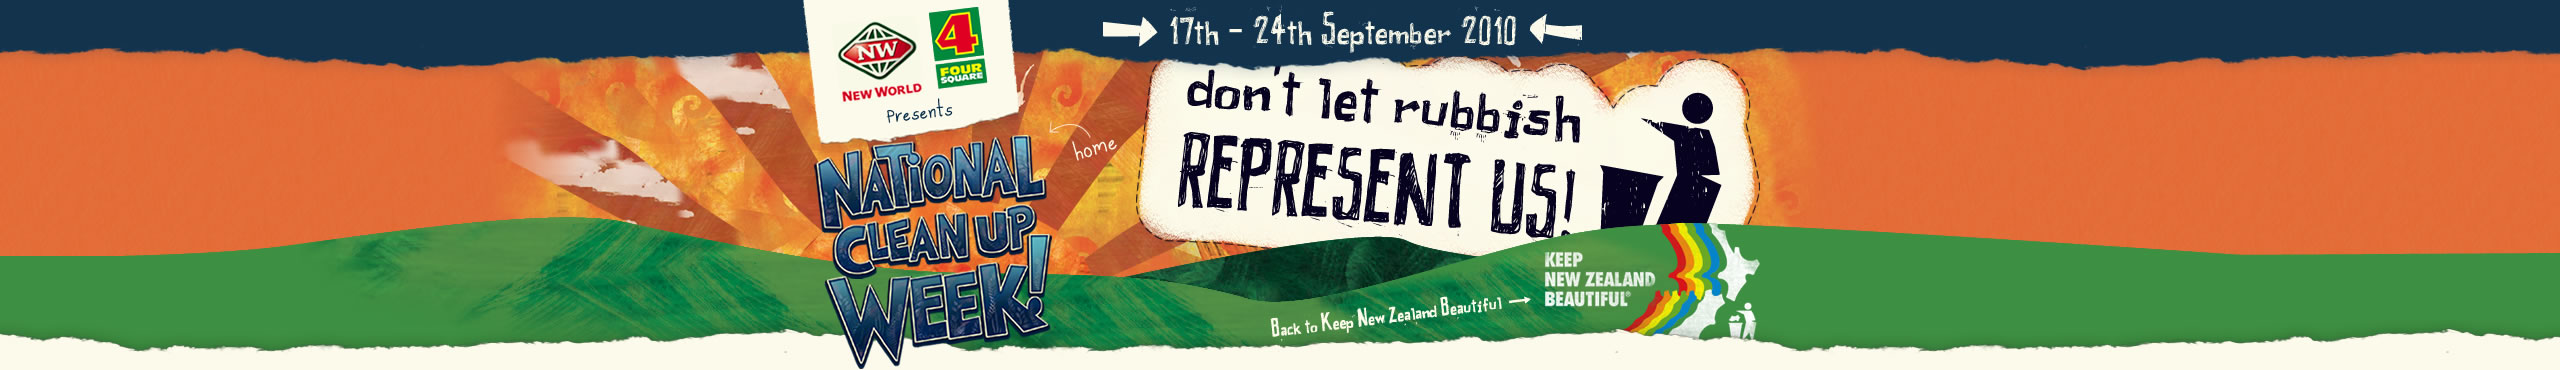 17th - 24th September 2010
NW
NEW WORLD
4
FOUR
SQUARE
Presents
home
NATiONAL
CLEAN UP
WEEK!
don't let rubbish
REPRESENT US!
Back to Keep New Zealand Beautiful
KEEP
NEW ZEALAND
BEAUTIFUL®